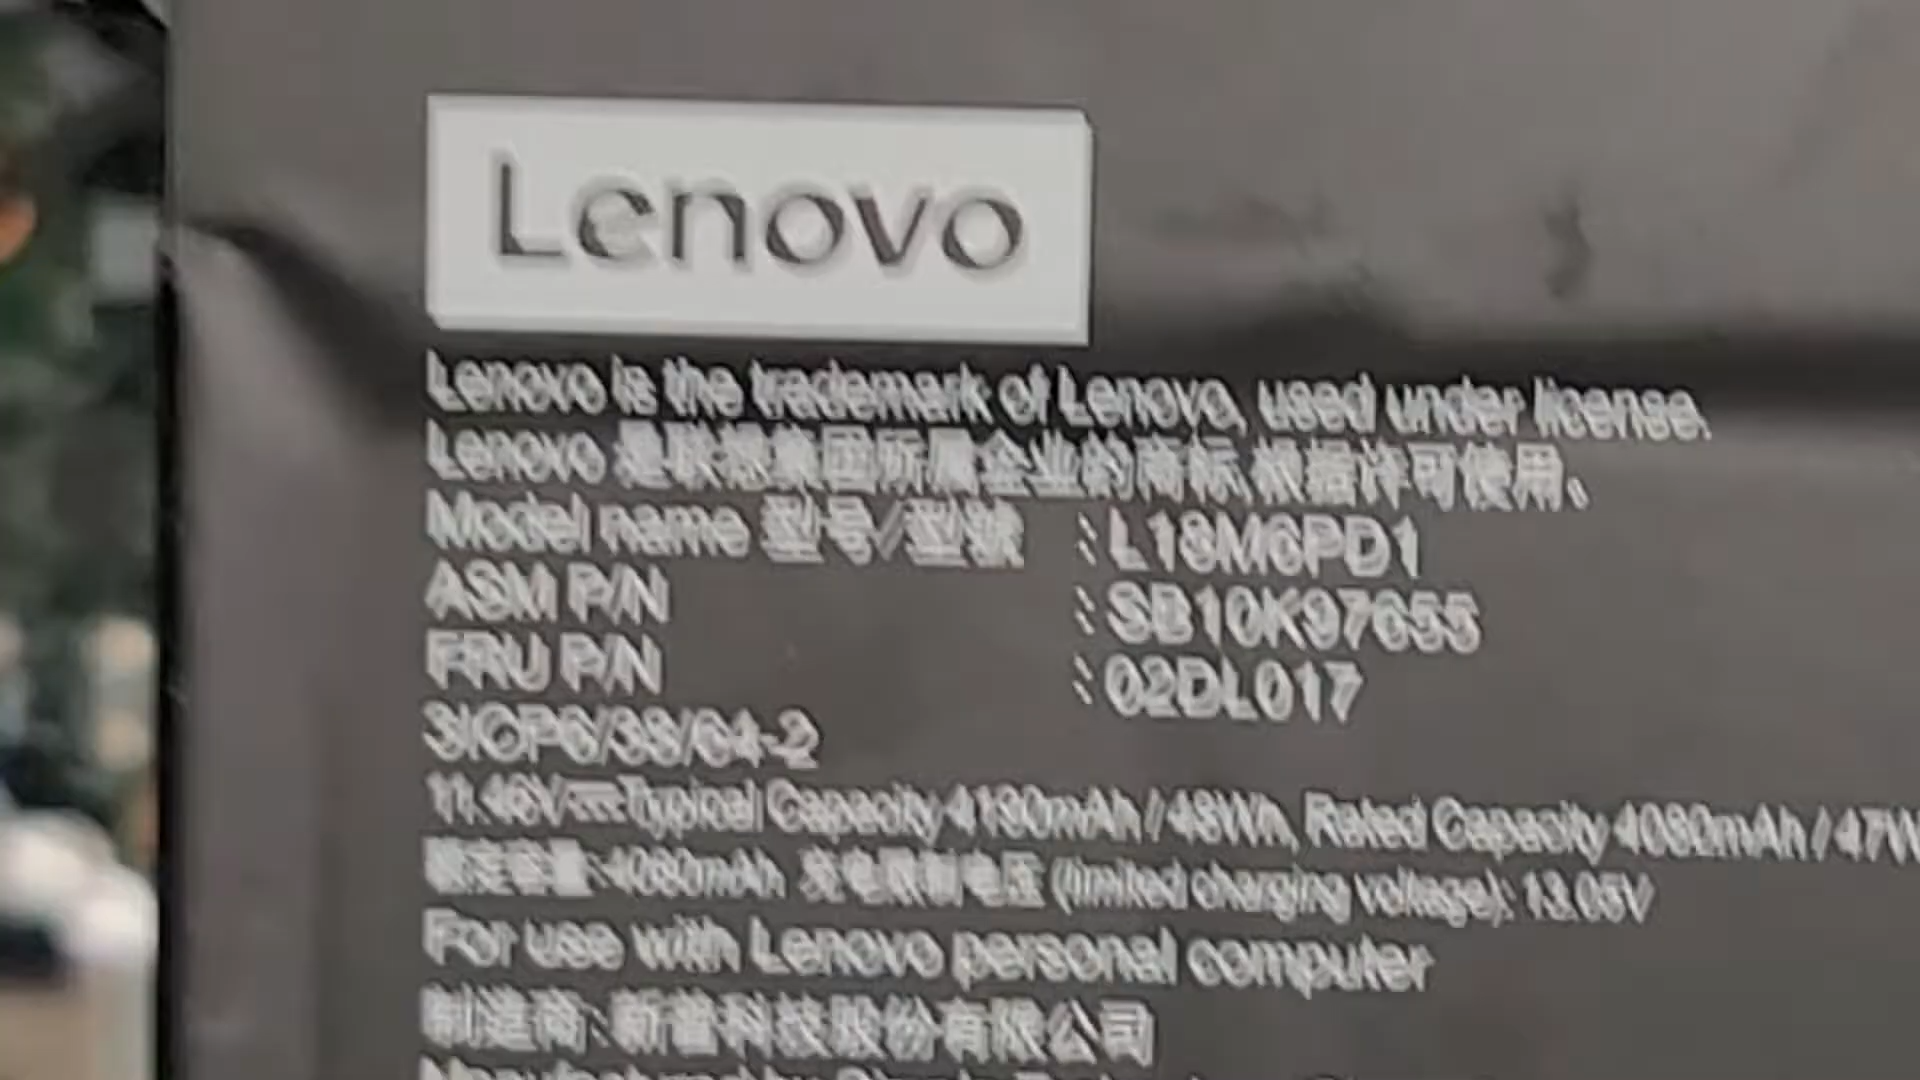 Lenovo
Lenovo is the trademark of Lenovo, used under license.
Lenovo 是联想集团所属企业的商标,根据许可使用。
Model name 型号/型號 : L18M6PD1
ASM P/N : SB10K97655
FRU P/N : 02DL017
3ICP6/38/64-2
11.46V⎓Typical Capacity 4190mAh / 48Wh, Rated Capacity 4080mAh / 47W
额定容量:4080mAh 充电限制电压 (limited charging voltage): 13.05V
For use with Lenovo personal computer
制造商: 新普科技股份有限公司
Manufactured by